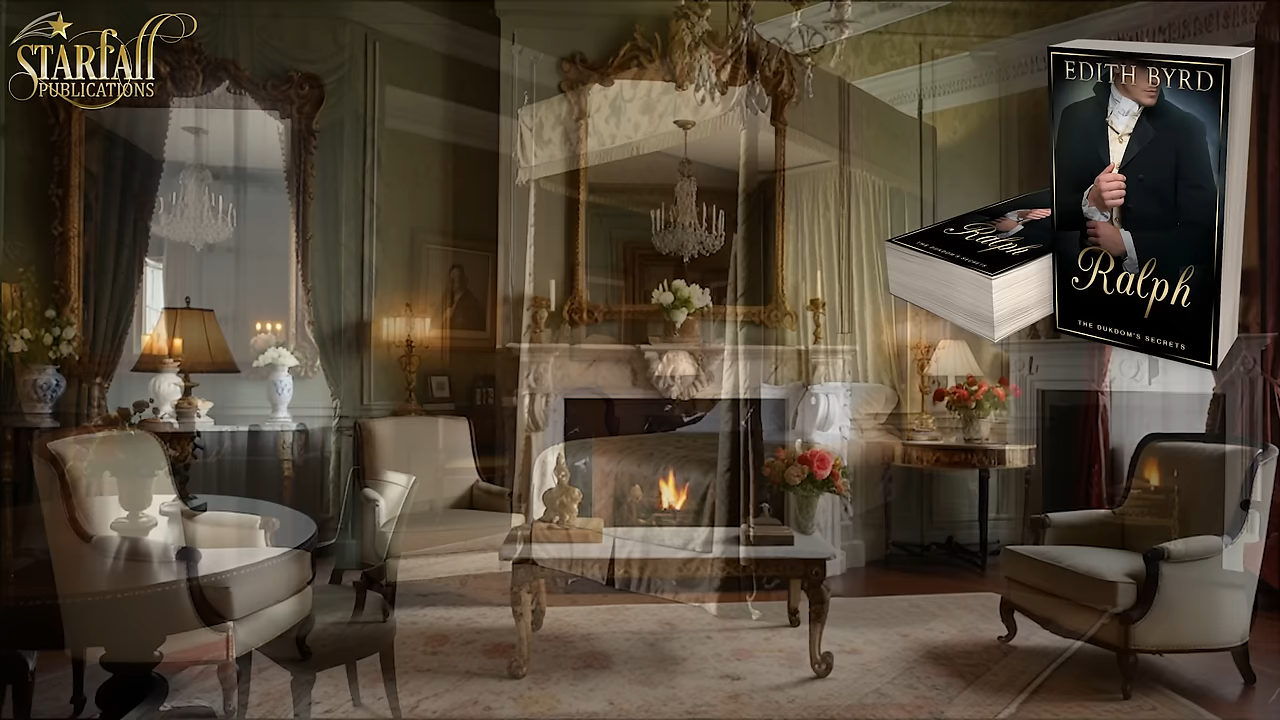 STARfall
PUBLICATIONS
EDITH BYRD
Ralph
THE DUKDOM'S SECRETS
Ralph
THE DUKDOM'S SECRETS